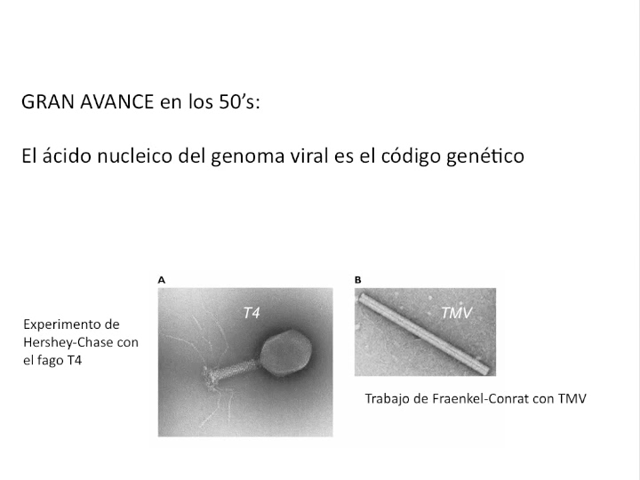 GRAN AVANCE en los 50’s:
El ácido nucleico del genoma viral es el código genético
A
B
T4
TMV
Experimento de
Hershey-Chase con
el fago T4
Trabajo de Fraenkel-Conrat con TMV